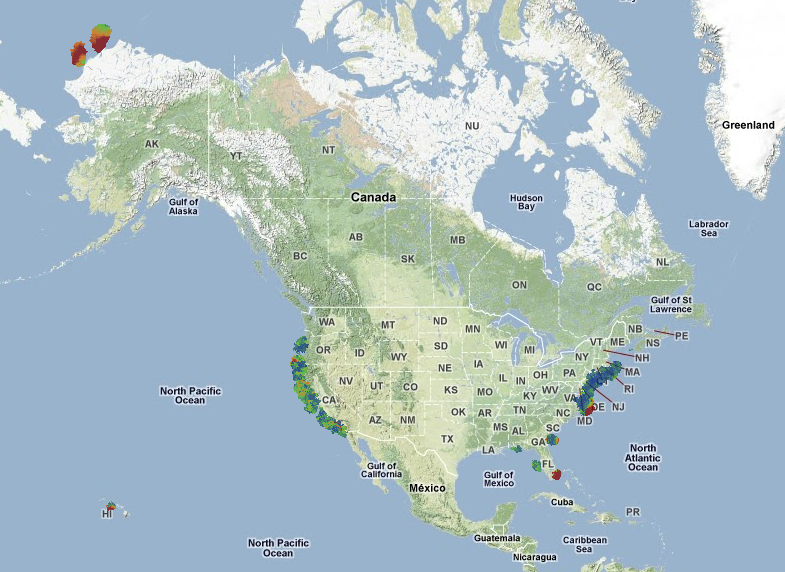 Greenland
NU
AK
YT
NT
Canada
Hudson
Bay
Gulf of
Alaska
Labrador
Sea
AB
MB
BC
SK
NL
ON
QC
Gulf of St
Lawrence
WA
MT
ND
MN
NB
PE
OR
ID
WY
SD
WI
MI
VT
ME
NS
NY
NH
NE
IA
IL
IN
OH
PA
MA
NV
UT
CO
KS
MO
KY
WV
VA
RI
North Pacific
Ocean
CA
AZ
NM
OK
AR
TN
NC
DE
NJ
MD
TX
MS
AL
SC
GA
LA
FL
North
Atlantic
Ocean
Gulf of
California
Gulf of
Mexico
México
Cuba
HI
PR
North Pacific
Ocean
Guatemala
Caribbean
Sea
Nicaragua